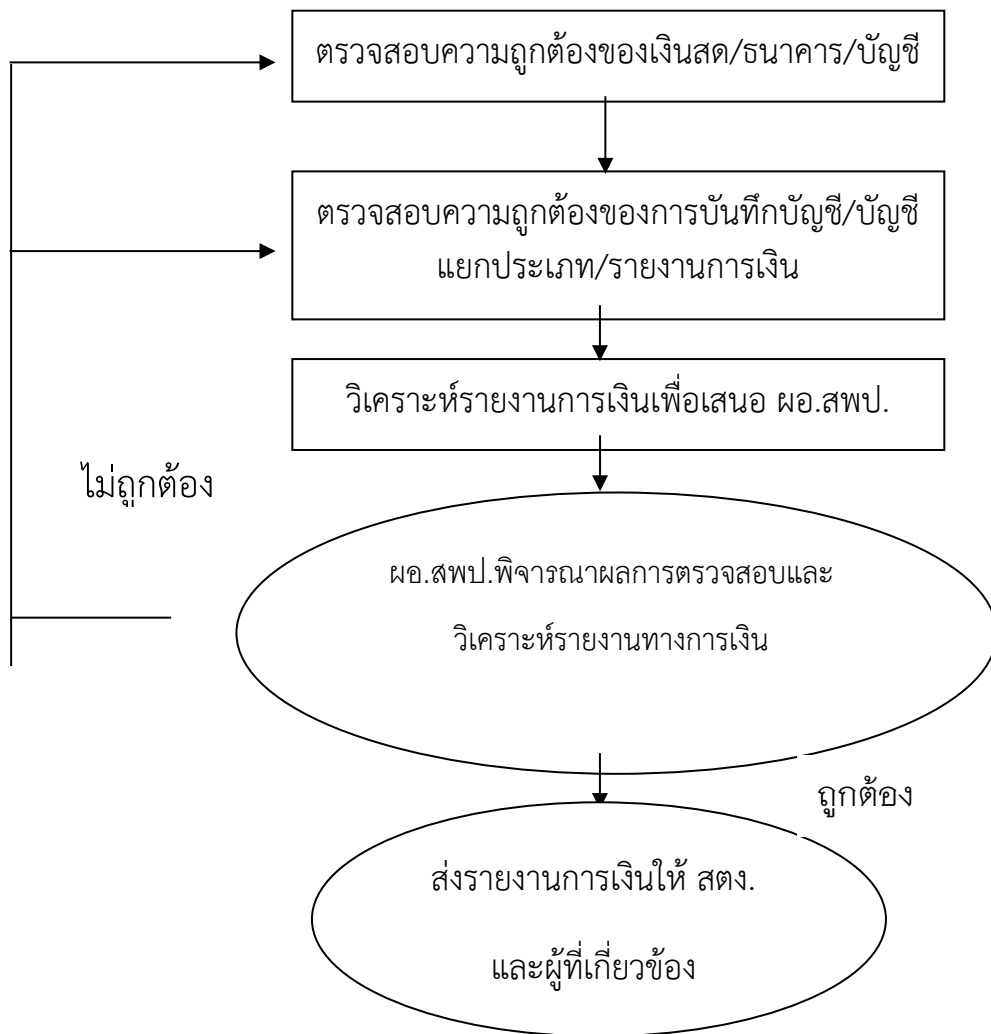 ตรวจสอบความถูกต้องของเงินสด/ธนาคาร/บัญชี
ตรวจสอบความถูกต้องของการบันทึกบัญชี/บัญชี
แยกประเภท/รายงานการเงิน
วิเคราะห์รายงานการเงินเพื่อเสนอ ผอ.สพป.
ไม่ถูกต้อง
ผอ.สพป.พิจารณาผลการตรวจสอบและ
วิเคราะห์รายงานทางการเงิน
ถูกต้อง
ส่งรายงานการเงินให้ สตง.
และผู้ที่เกี่ยวข้อง